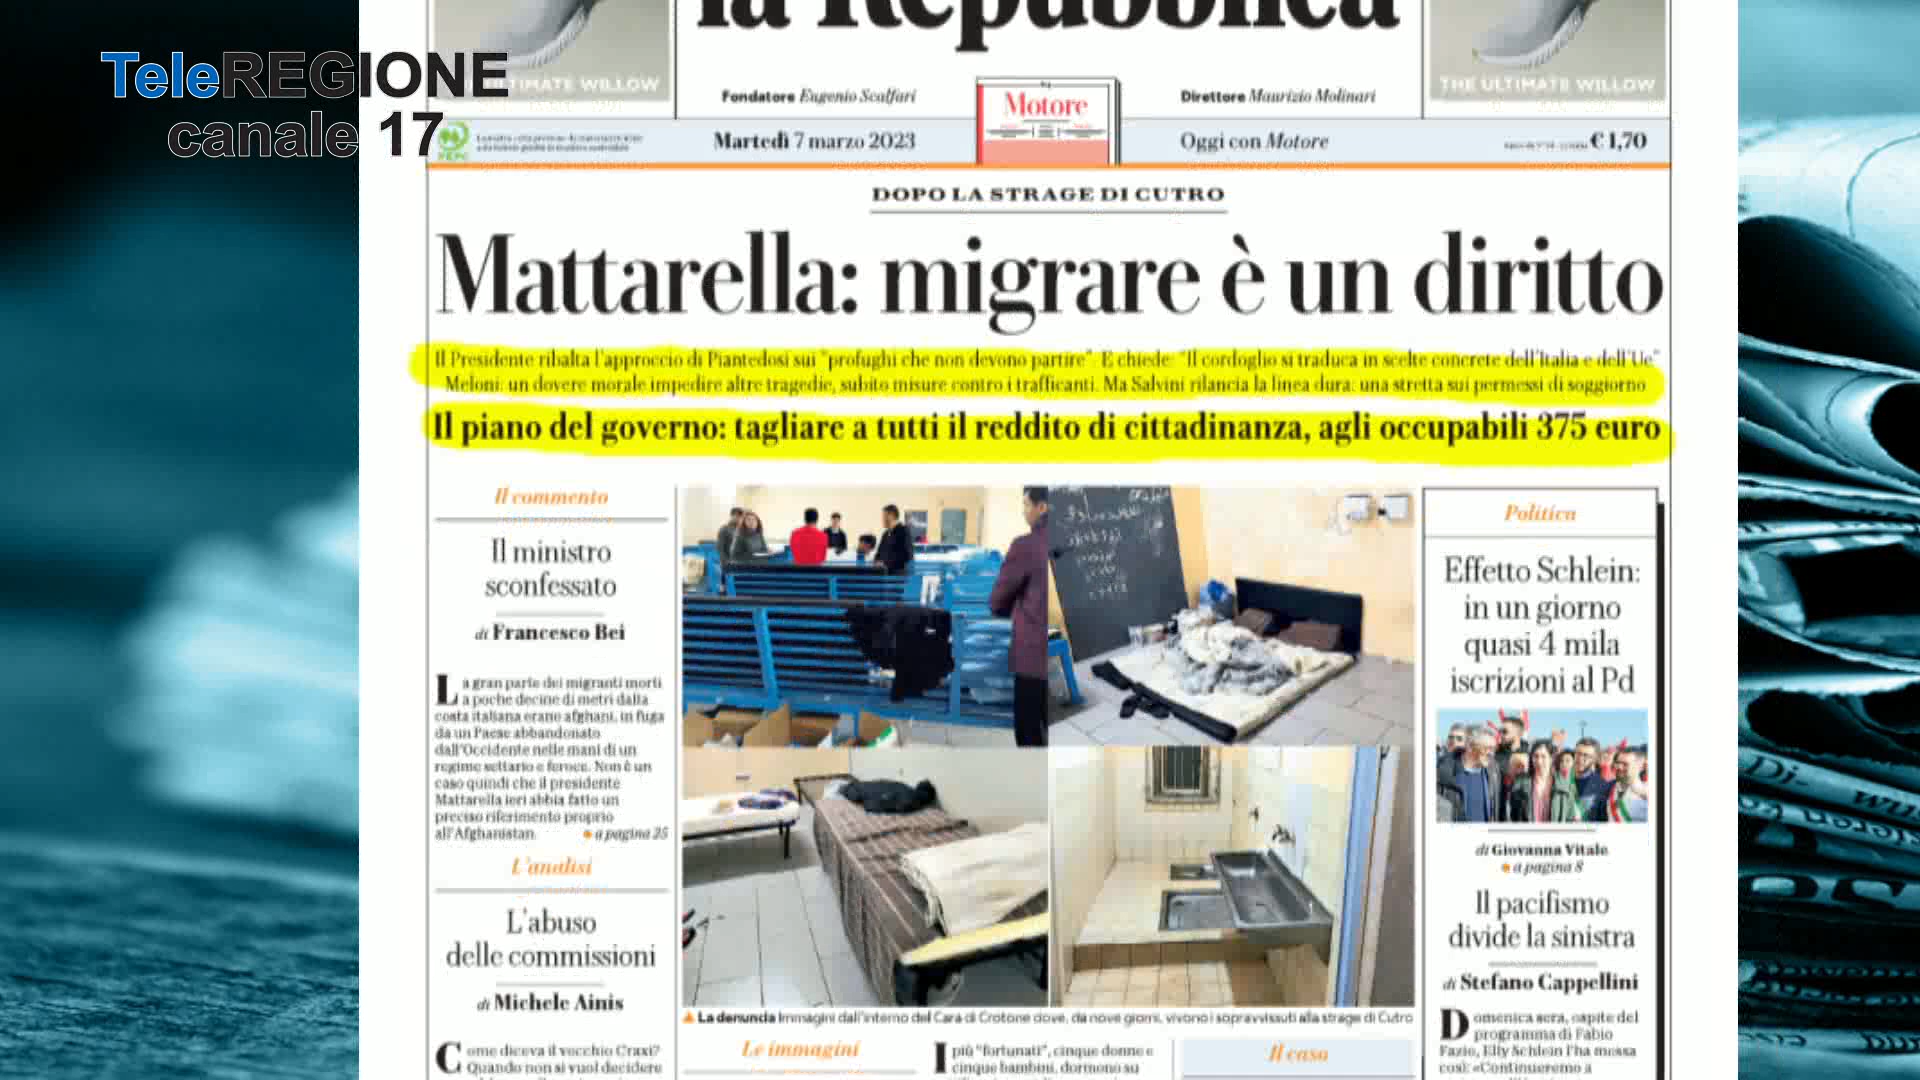 TeleREGIONE
canale 17
la Repubblica
THE ULTIMATE WILLOW
Fondatore Eugenio Scalfari
Motore
Direttore Maurizio Molinari
ULTIMATE WILLOW
PEFC
Martedì 7 marzo 2023
Oggi con Motore
€ 1,70
DOPO LA STRAGE DI CUTRO
Mattarella: migrare è un diritto
Il Presidente ribalta l'approccio di Piantedosi sui "profughi che non devono partire". E chiede: "Il cordoglio si traduca in scelte concrete dell'Italia e dell'Ue"
Meloni: un dovere morale impedire altre tragedie, subito misure contro i trafficanti. Ma Salvini rilancia la linea dura: una stretta sui permessi di soggiorno
Il piano del governo: tagliare a tutti il reddito di cittadinanza, agli occupabili 375 euro
Il commento
Il ministro
sconfessato
di Francesco Bei
La gran parte dei migranti morti
a poche decine di metri dalla
costa italiana erano afghani, in fuga
da un Paese abbandonato
dall'Occidente nelle mani di un
regime settario e feroce. Non è un
caso quindi che il presidente
Mattarella ieri abbia fatto un
preciso riferimento proprio
all'Afghanistan.
a pagina 25
L'analisi
L'abuso
delle commissioni
di Michele Ainis
Come diceva il vecchio Craxi?
Quando non si vuol decidere
La denuncia Immagini dall'interno del Cara di Crotone dove, da nove giorni, vivono i sopravvissuti alla strage di Cutro
Le immagini
I più "fortunati", cinque donne e
cinque bambini, dormono su
Il caso
Politica
Effetto Schlein:
in un giorno
quasi 4 mila
iscrizioni al Pd
di Giovanna Vitale
a pagina 8
Il pacifismo
divide la sinistra
di Stefano Cappellini
Domenica sera, ospite del
programma di Fabio
Fazio, Elly Schlein l'ha messa
così: «Continueremo a